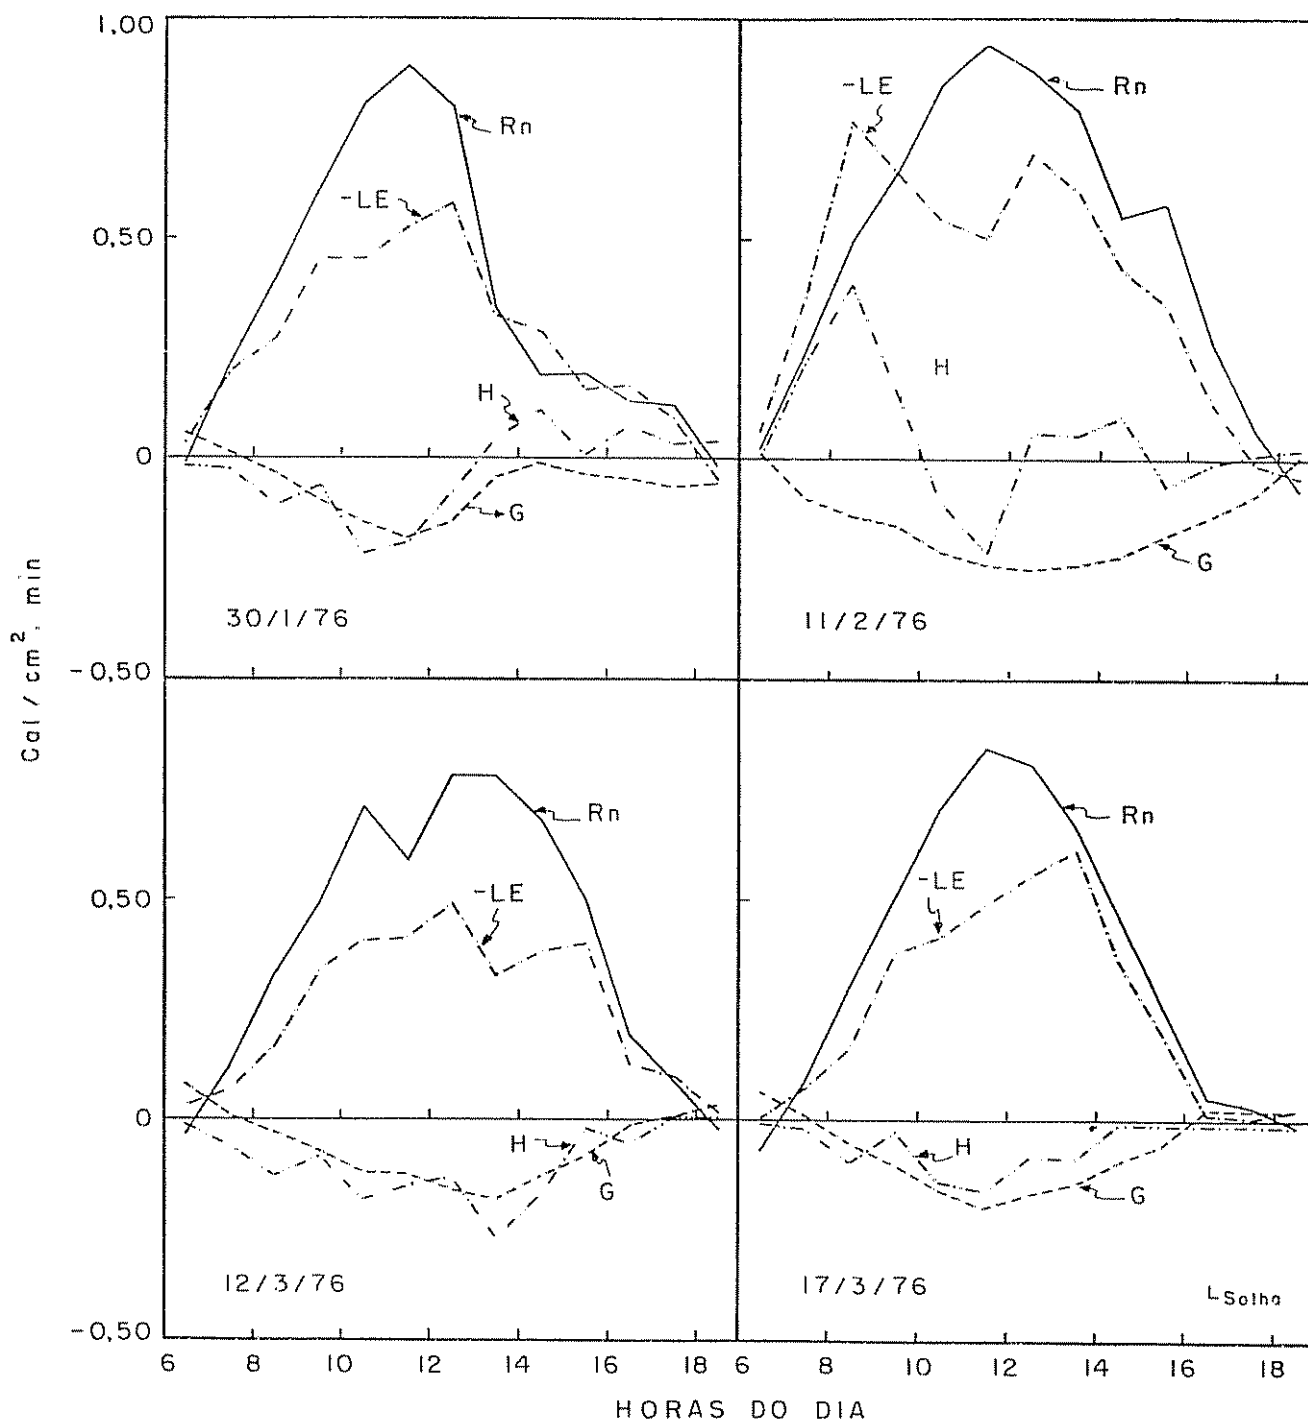 Cal / cm², min
1,00
0,50
0
-0,50
Rn
-LE
H
G
30/1/76
Rn
-LE
H
G
11/2/76
0,50
0
-0,50
Rn
-LE
H
G
12/3/76
Rn
-LE
H
G
17/3/76
LSolha
6 8 10 12 14 16 18 6 8 10 12 14 16 18
HORAS DO DIA